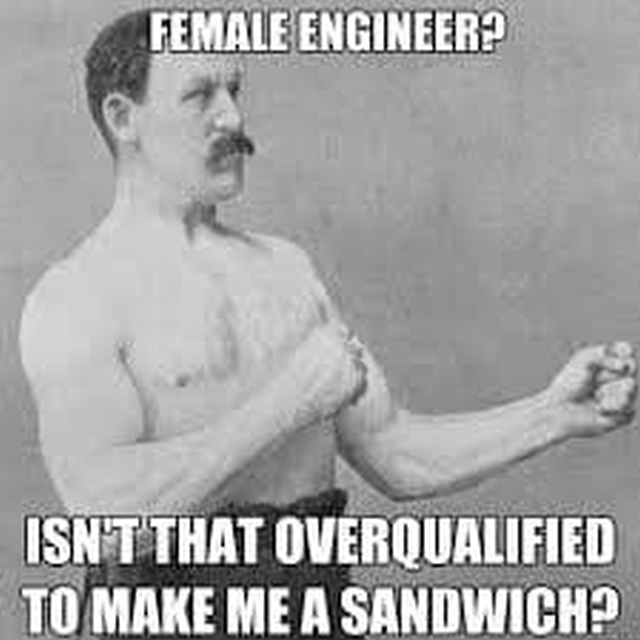 FEMALE ENGINEER?
ISN'T THAT OVERQUALIFIED
TO MAKE ME A SANDWICH?